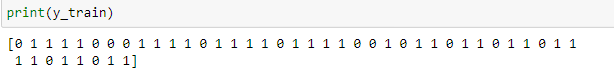 print(y_train)
[0 1 1 1 1 0 0 0 1 1 1 1 0 1 1 1 1 0 1 1 1 1 0 0 1 0 1 1 0 1 1 0 1 1 0 1 1
1 1 0 1 1 0 1 1]